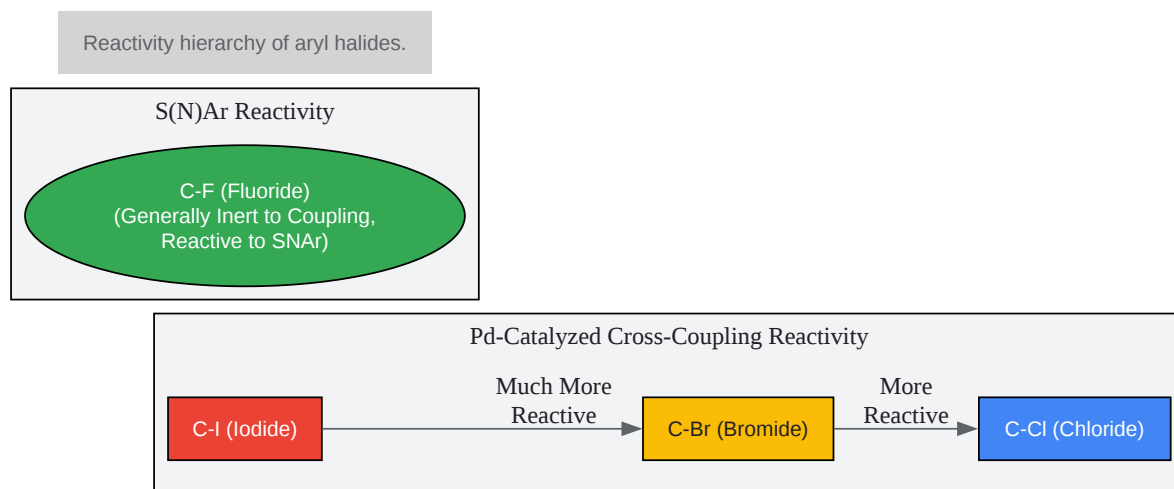 Reactivity hierarchy of aryl halides.
S(N)Ar Reactivity
C-F (Fluoride)
(Generally Inert to Coupling,
Reactive to SNAr)
Pd-Catalyzed Cross-Coupling Reactivity
Much More
Reactive
More
Reactive
C-I (Iodide)
C-Br (Bromide)
C-Cl (Chloride)